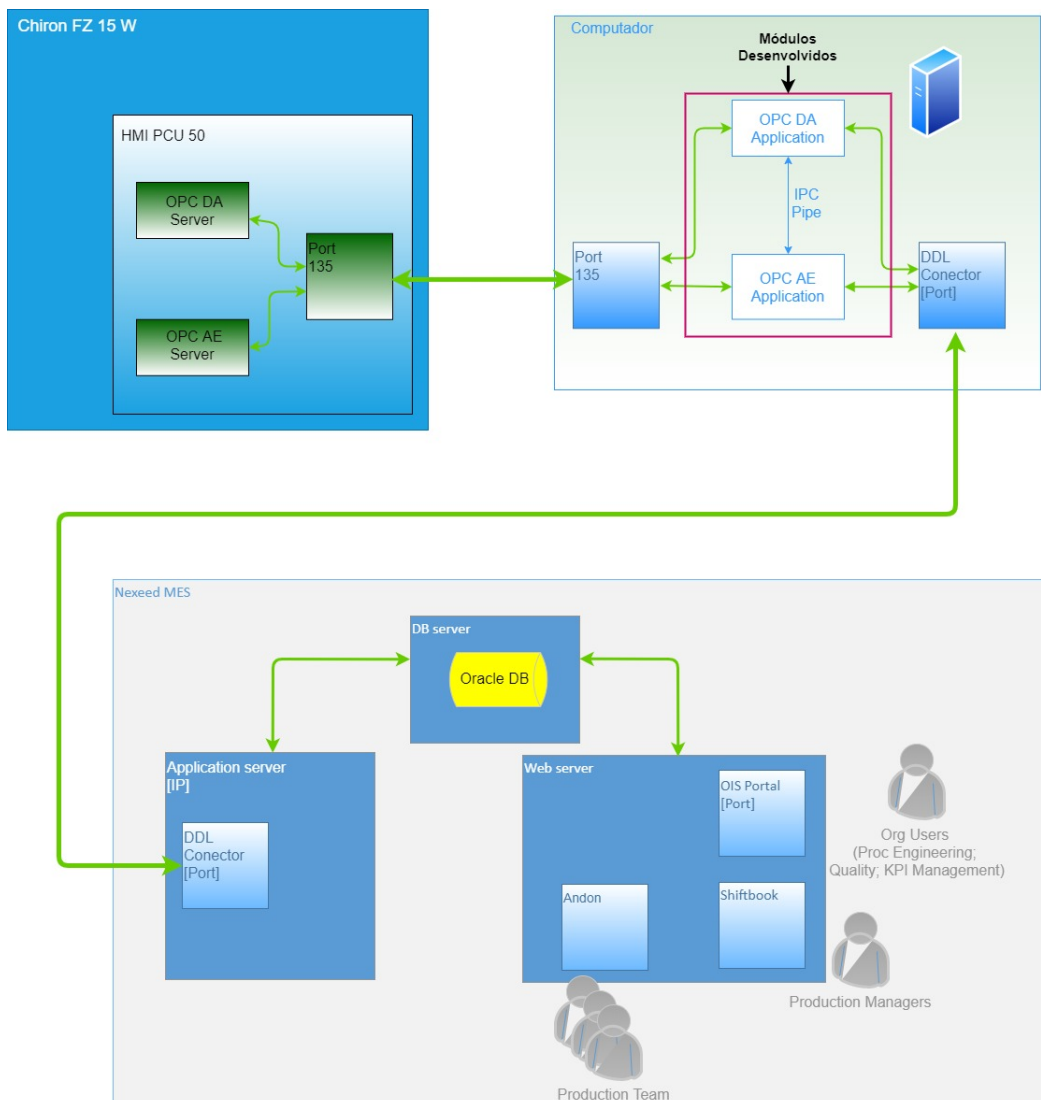 Chiron FZ 15 W
HMI PCU 50
OPC DA
Server
Port
135
OPC AE
Server
Computador
Módulos
Desenvolvidos
OPC DA
Application
IPC
Pipe
Port
135
OPC AE
Application
DDL
Conector
[Port]
Nexeed MES
DB server
Oracle DB
Application server
[IP]
DDL
Conector
[Port]
Web server
OIS Portal
[Port]
Andon
Shiftbook
Org Users
(Proc Engineering;
Quality; KPI Management)
Production Managers
Production Team